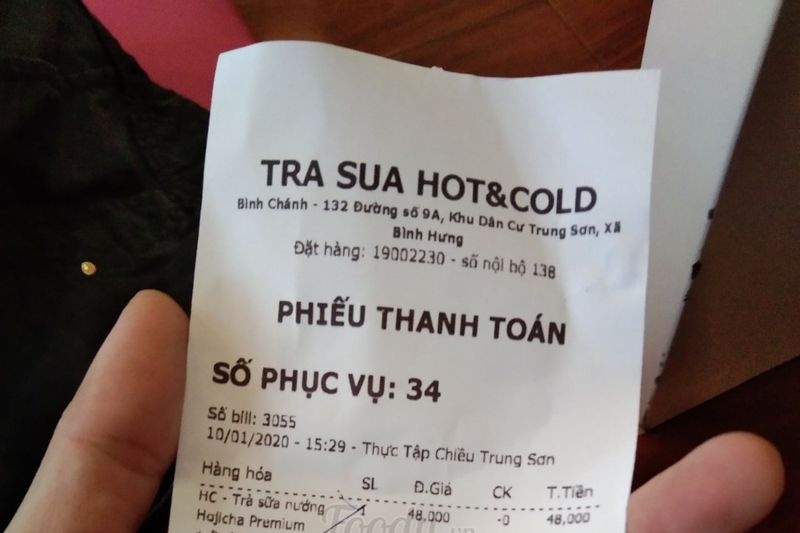 TRA SUA HOT&COLD
Bình Chánh - 132 Đường số 9A, Khu Dân Cư Trung Sơn, Xã
Bình Hưng
Đặt hàng: 19002230 - số nội bộ 138
PHIẾU THANH TOÁN
SỐ PHỤC VỤ: 34
Số bill: 3055
10/01/2020 - 15:29 - Thực Tập Chiều Trung Sơn
Hàng hóa SL Đ.Giá CK T.Tiền
HC - Trà sữa nướng 1 48,000 -0 48,000
Hojicha Premium
Foody.vn